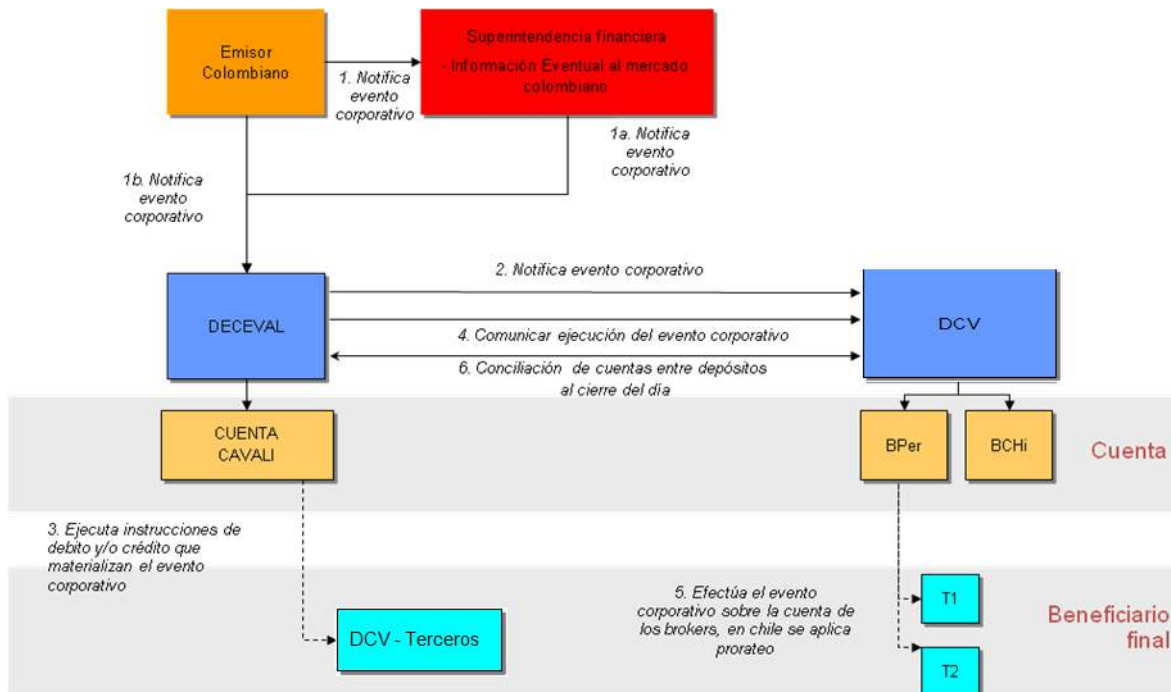 Emisor
Colombiano
Superintendencia financiera
- Información Eventual al mercado
colombiano
1. Notifica
evento
corporativo
1a. Notifica
evento
corporativo
1b. Notifica
evento
corporativo
DECEVAL
2. Notifica evento corporativo
DCV
4. Comunicar ejecución del evento corporativo
6. Conciliación de cuentas entre depósitos
al cierre del día
CUENTA
CAVALI
BPer
BCHi
Cuenta
3. Ejecuta instrucciones de
debito y/o crédito que
materializan el evento
corporativo
DCV - Terceros
5. Efectúa el evento
corporativo sobre la cuenta de
los brokers, en chile se aplica
prorateo
T1
T2
Beneficiario
final